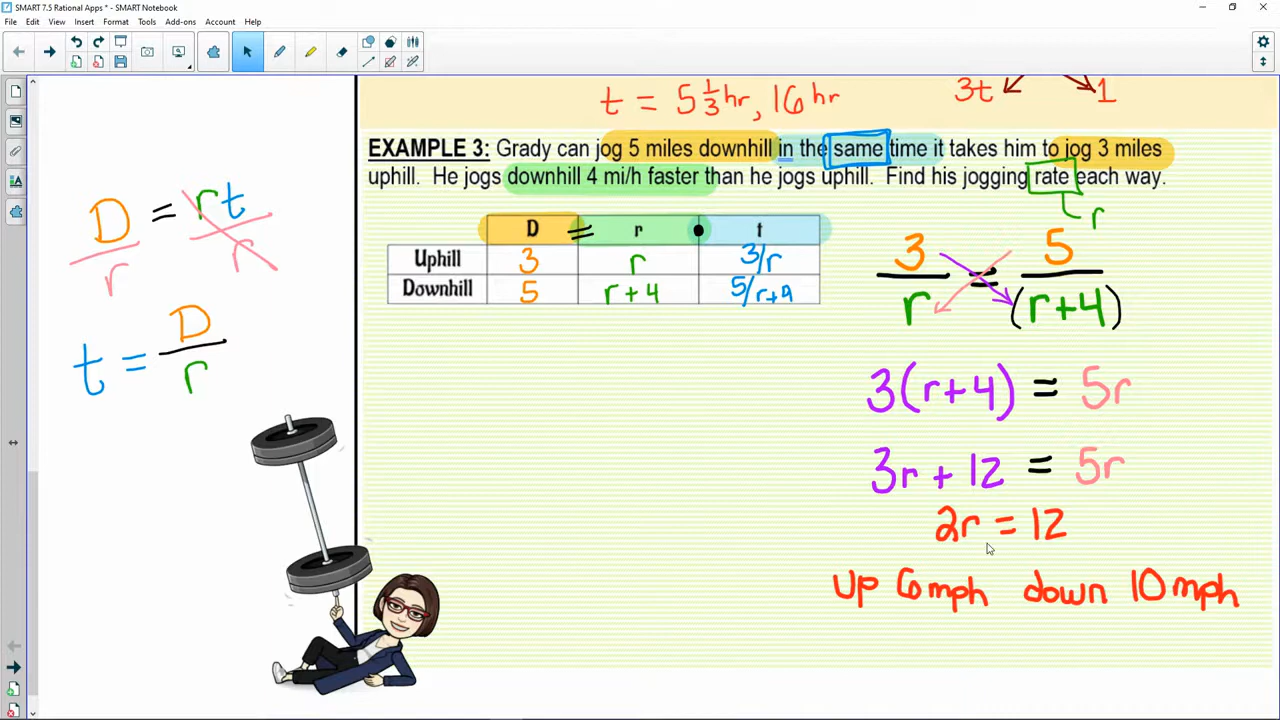 SMART 7.5 Rational Apps * - SMART Notebook
File Edit View Insert Format Tools Add-ons Account Help
t = 5 1/3 hr, 16 hr
3t 1
EXAMPLE 3: Grady can jog 5 miles downhill in the same time it takes him to jog 3 miles
uphill. He jogs downhill 4 mi/h faster than he jogs uphill. Find his jogging rate each way.
r
D = r • t
Uphill 3 r 3/r
Downhill 5 r + 4 5/r+4
D/r = rt/r
t = D/r
3/r = 5/(r+4)
3(r+4) = 5r
3r + 12 = 5r
2r = 12
Up 6mph down 10mph